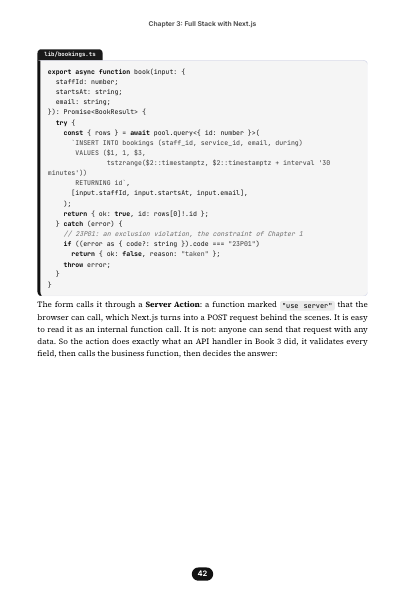 Chapter 3: Full Stack with Next.js
lib/bookings.ts
export async function book(input: {
  staffId: number;
  startsAt: string;
  email: string;
}): Promise<BookResult> {
  try {
    const { rows } = await pool.query<{ id: number }>(
      `INSERT INTO bookings (staff_id, service_id, email, during)
       VALUES ($1, 1, $3,
               tstzrange($2::timestamptz, $2::timestamptz + interval '30
minutes'))
       RETURNING id`,
      [input.staffId, input.startsAt, input.email],
    );
    return { ok: true, id: rows[0]!.id };
  } catch (error) {
    // 23P01: an exclusion violation, the constraint of Chapter 1
    if ((error as { code?: string }).code === "23P01")
      return { ok: false, reason: "taken" };
    throw error;
  }
}
The form calls it through a Server Action: a function marked "use server" that the
browser can call, which Next.js turns into a POST request behind the scenes. It is easy
to read it as an internal function call. It is not: anyone can send that request with any
data. So the action does exactly what an API handler in Book 3 did, it validates every
field, then calls the business function, then decides the answer:
42